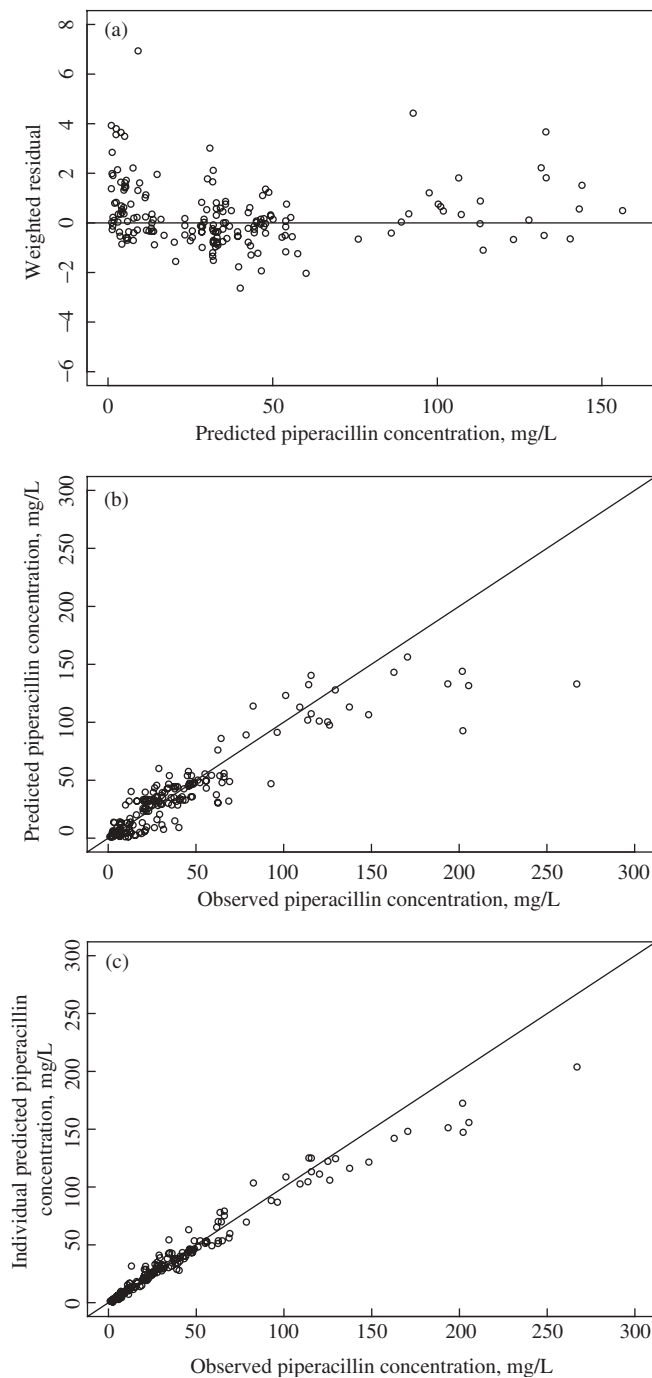 (a)
8
6
4
2
0
−2
−4
−6
Weighted residual
0 50 100 150
Predicted piperacillin concentration, mg/L
(b)
300
250
200
150
100
50
0
Predicted piperacillin concentration, mg/L
0 50 100 150 200 250 300
Observed piperacillin concentration, mg/L
(c)
300
250
200
150
100
50
0
Individual predicted piperacillin
concentration, mg/L
0 50 100 150 200 250 300
Observed piperacillin concentration, mg/L